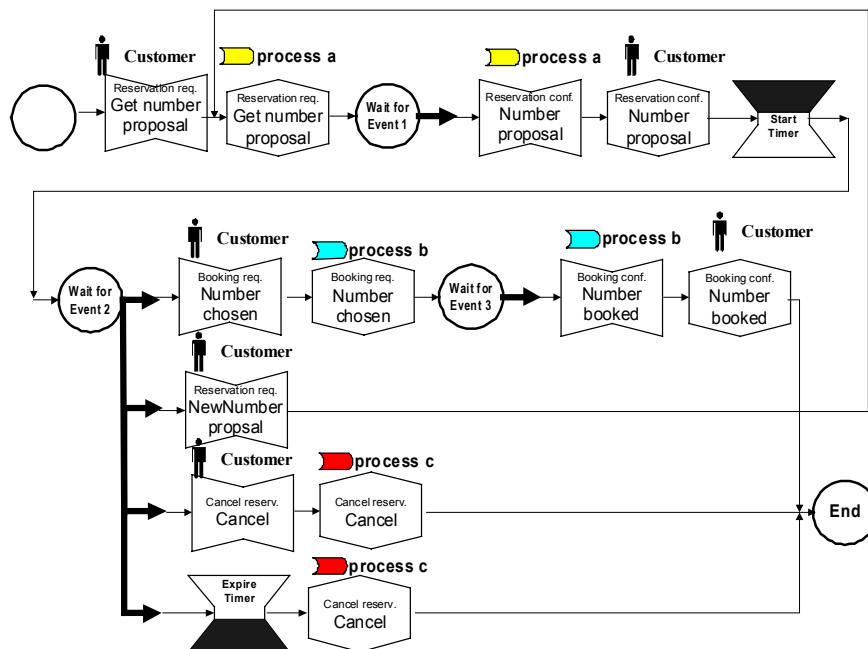 Customer
process a
process a
Customer
Reservation req.
Get number
proposal
Reservation req.
Get number
proposal
Wait for
Event 1
Reservation conf.
Number
proposal
Reservation conf.
Number
proposal
Start
Timer
Customer
process b
process b
Customer
Wait for
Event 2
Booking req.
Number
chosen
Booking req.
Number
chosen
Wait for
Event 3
Booking conf.
Number
booked
Booking conf.
Number
booked
Customer
Reservation req.
NewNumber
propsal
Customer
process c
Cancel reserv.
Cancel
Cancel reserv.
Cancel
End
process c
Expire
Timer
Cancel reserv.
Cancel